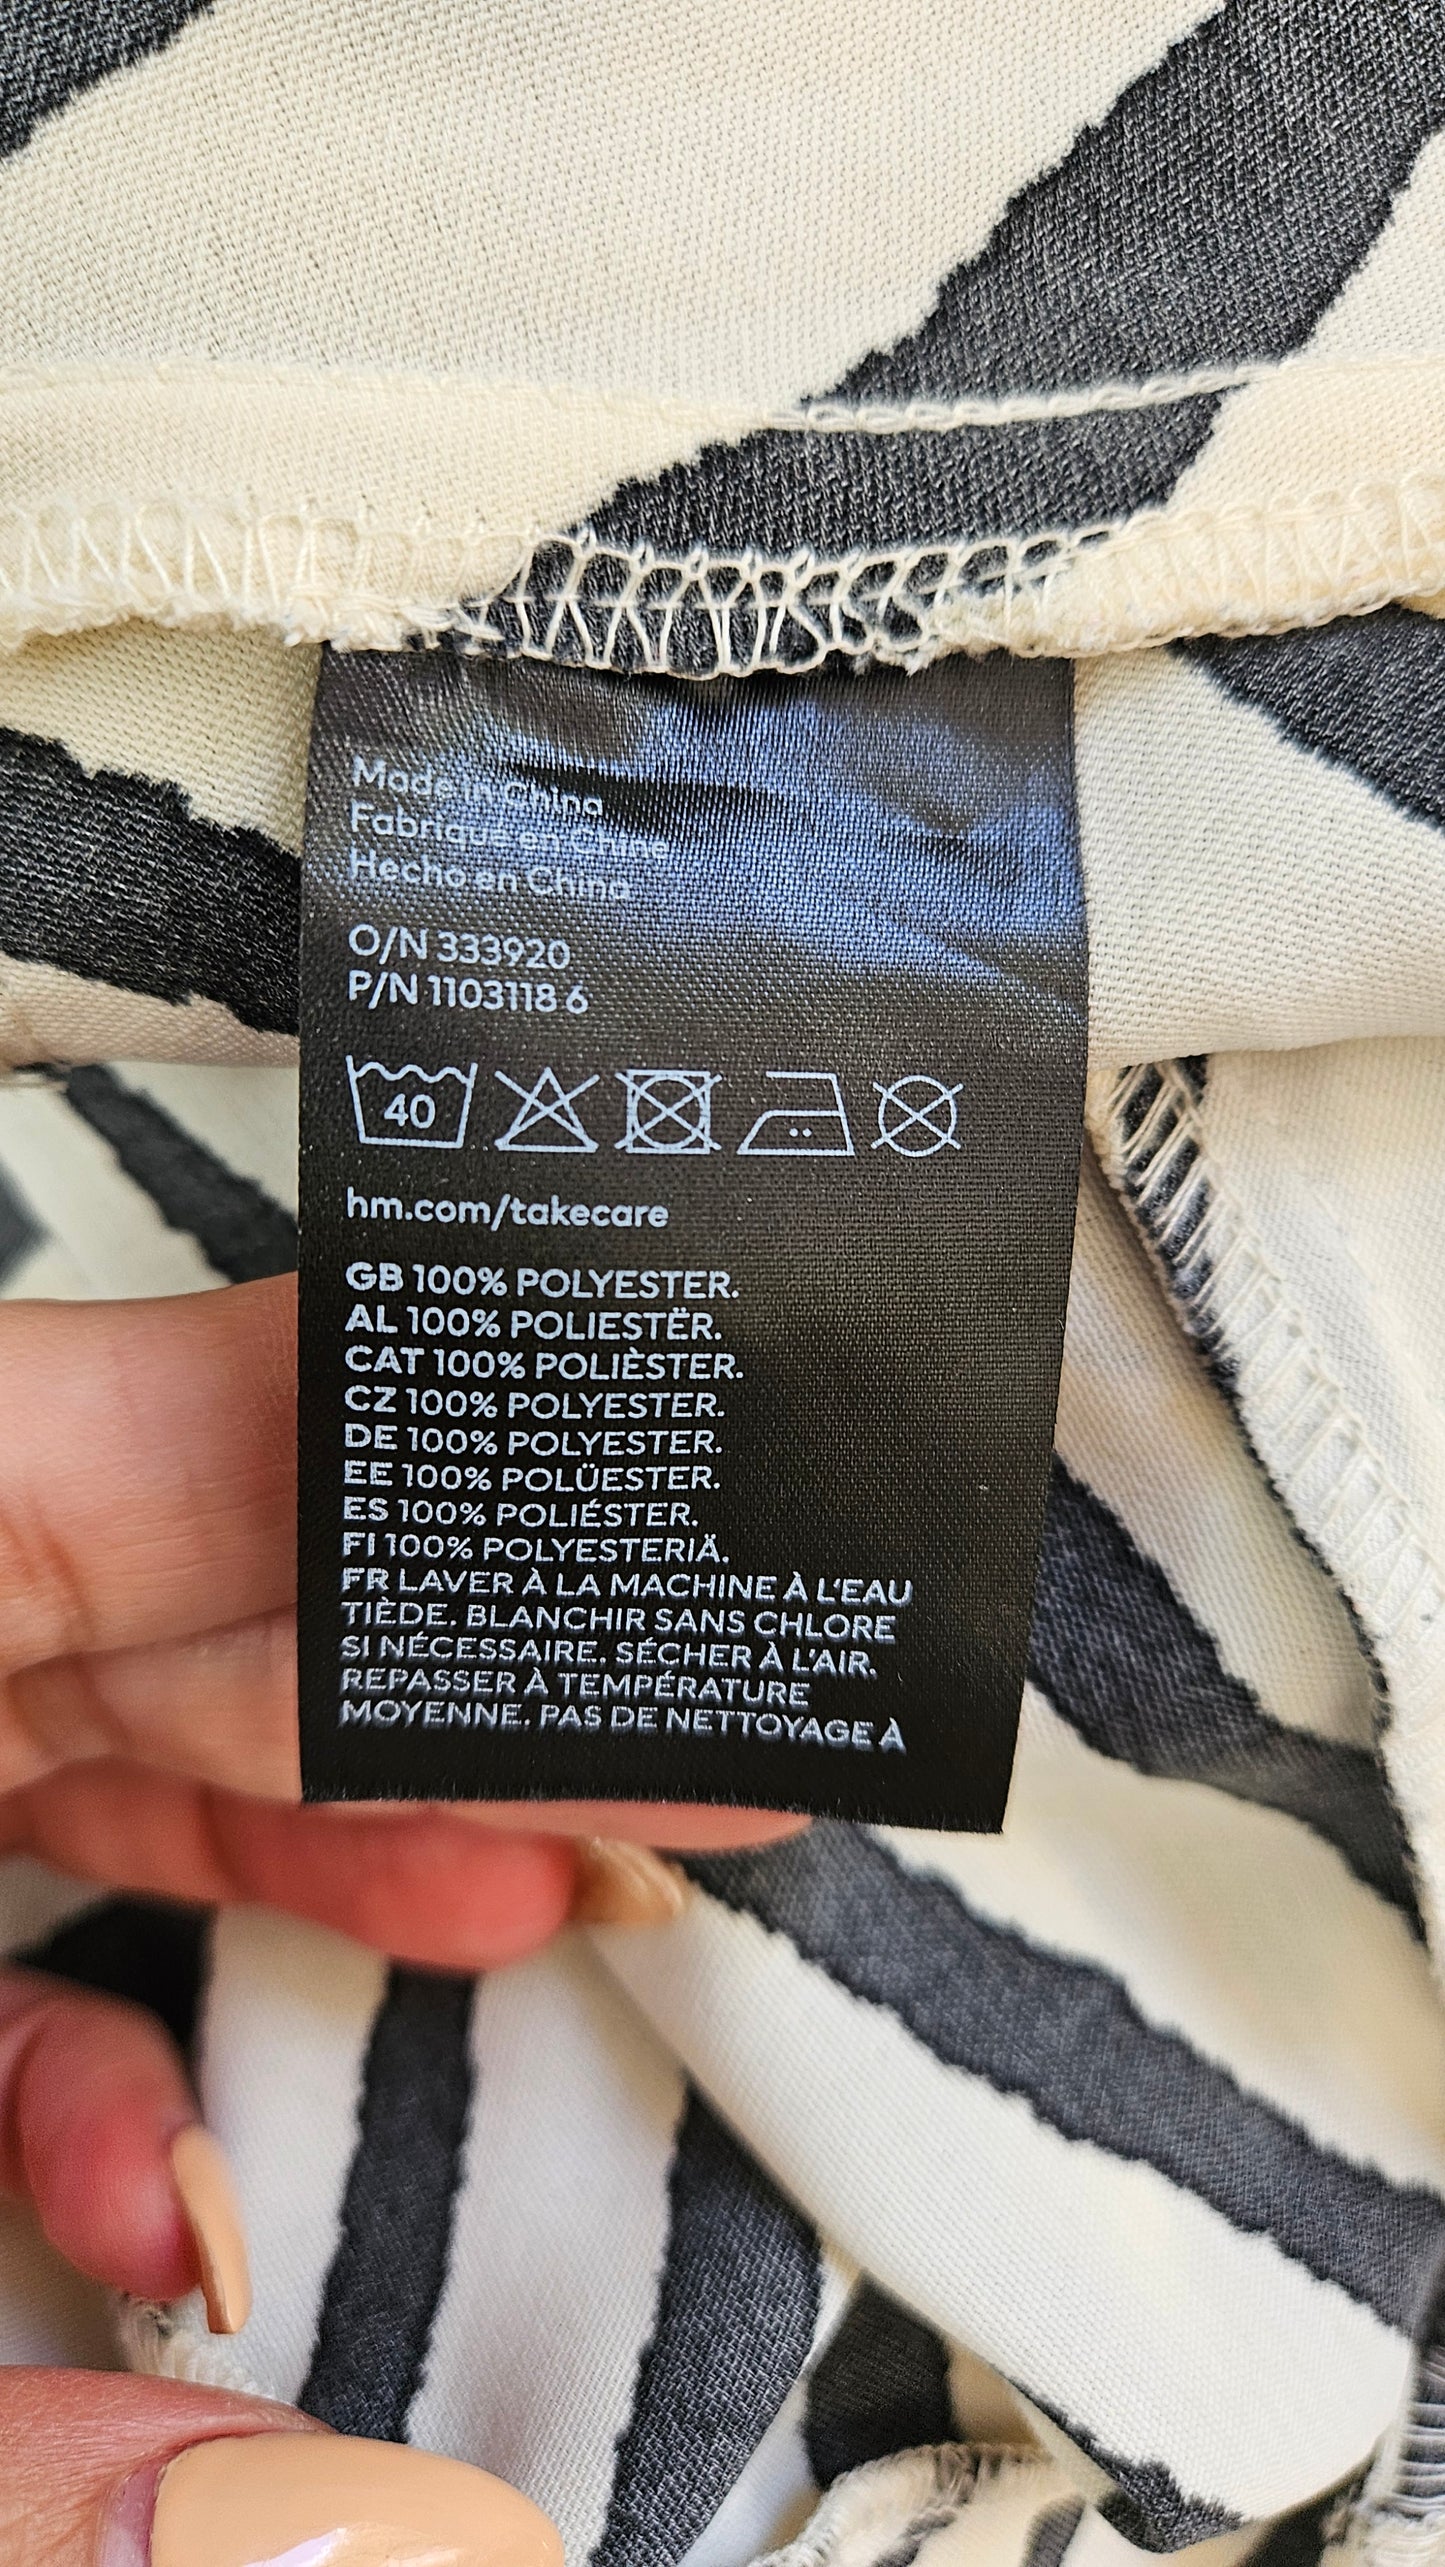 Made in China
Fabriqué en Chine
Hecho en China
O/N 333920
P/N 1103118 6
40
hm.com/takecare
GB 100% POLYESTER.
AL 100% POLIESTËR.
CAT 100% POLIÈSTER.
CZ 100% POLYESTER.
DE 100% POLYESTER.
EE 100% POLÜESTER.
ES 100% POLIÉSTER.
FI 100% POLYESTERIÄ.
FR LAVER À LA MACHINE À L'EAU
TIÈDE. BLANCHIR SANS CHLORE
SI NÉCESSAIRE. SÉCHER À L'AIR.
REPASSER À TEMPÉRATURE
MOYENNE. PAS DE NETTOYAGE À